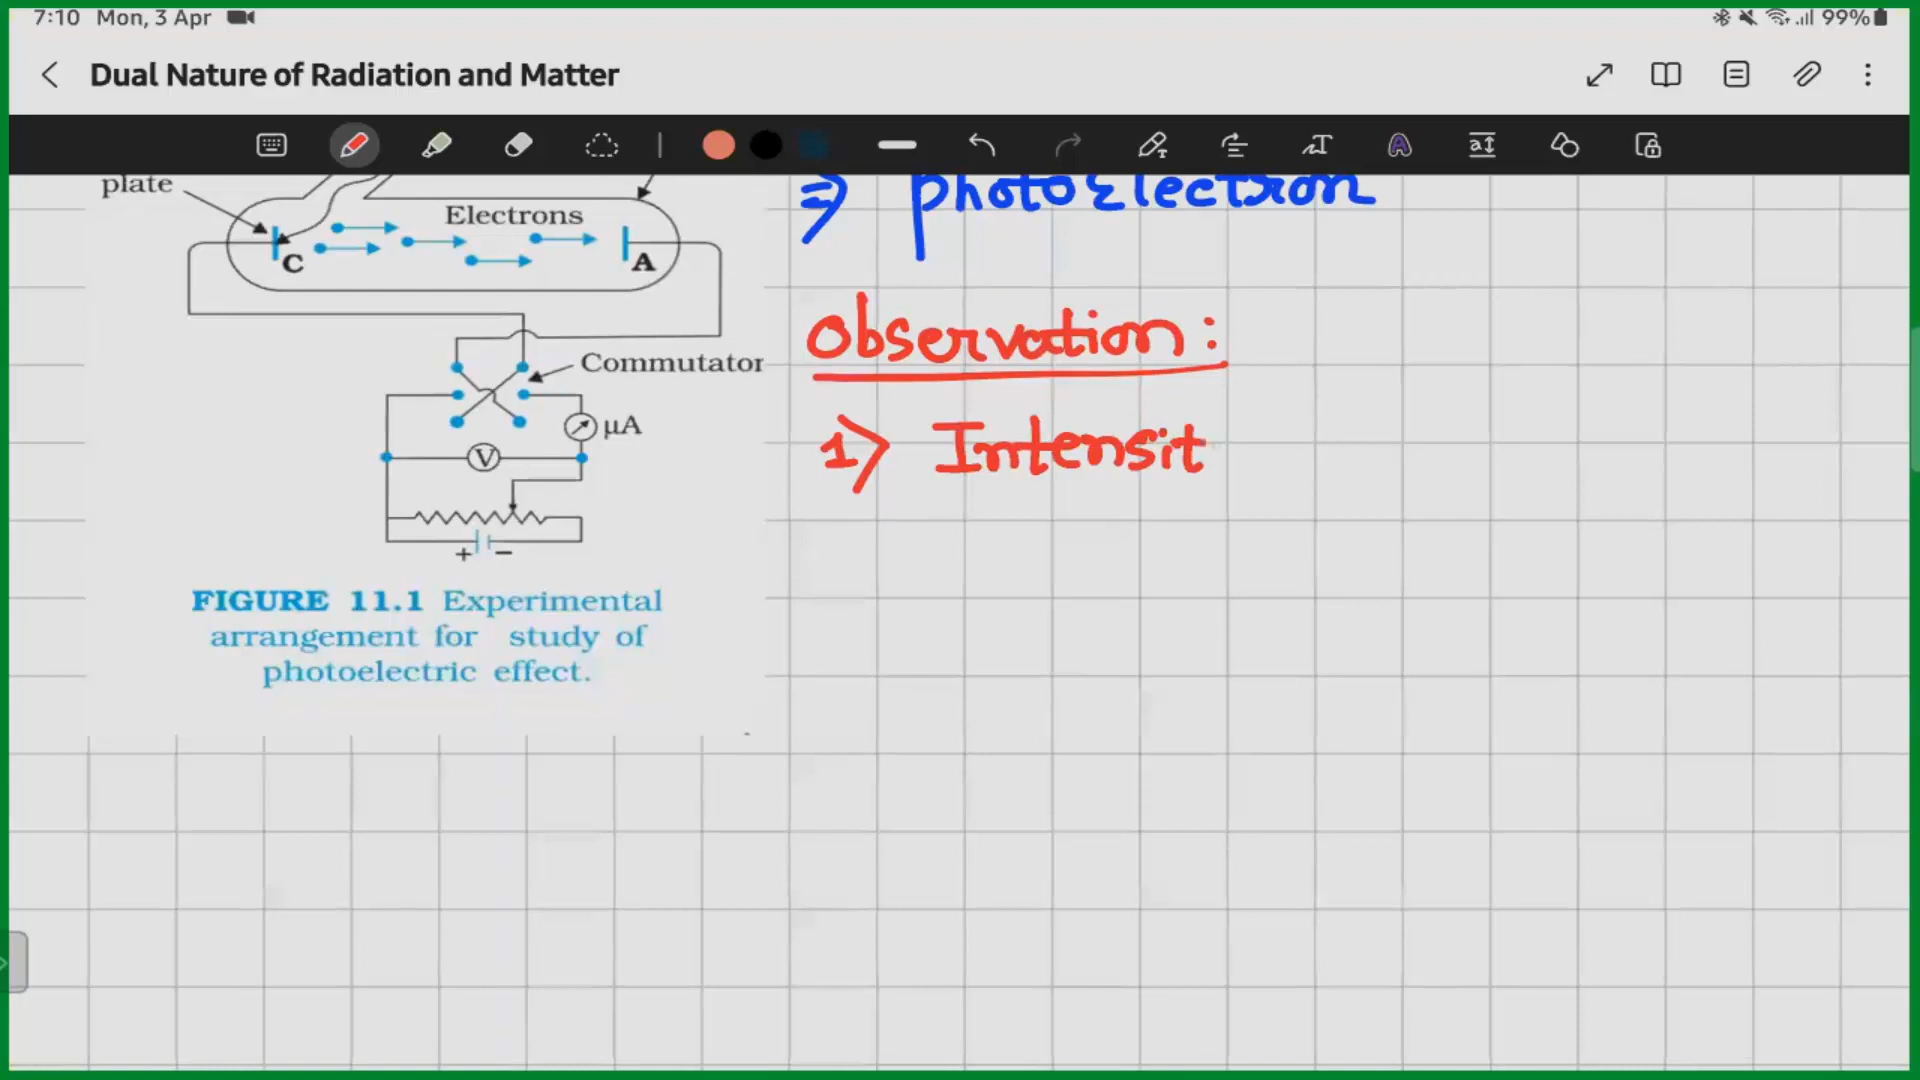 7:10 Mon, 3 Apr
99%
Dual Nature of Radiation and Matter
plate
Electrons
C
A
Commutator
μA
V
+ −
FIGURE 11.1 Experimental
arrangement for study of
photoelectric effect.
⇒ photoElectron
Observation:
1) Intensit